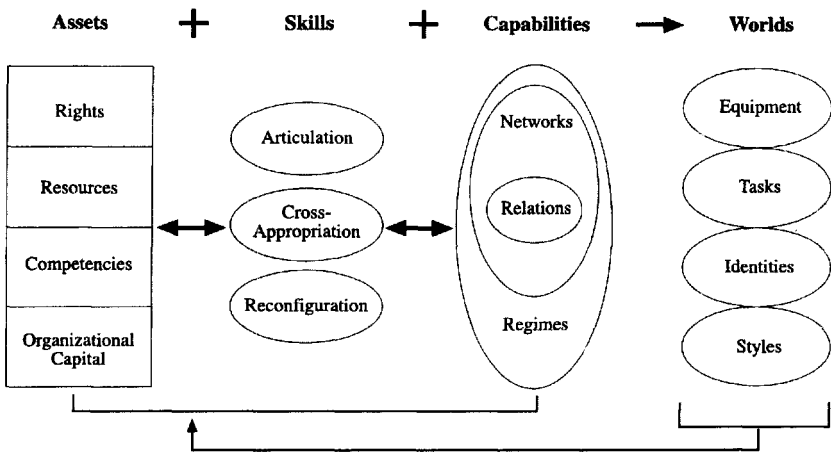 Assets + Skills + Capabilities → Worlds
Rights
Resources
Competencies
Organizational
Capital
Articulation
Cross-
Appropriation
Reconfiguration
Networks
Relations
Regimes
Equipment
Tasks
Identities
Styles